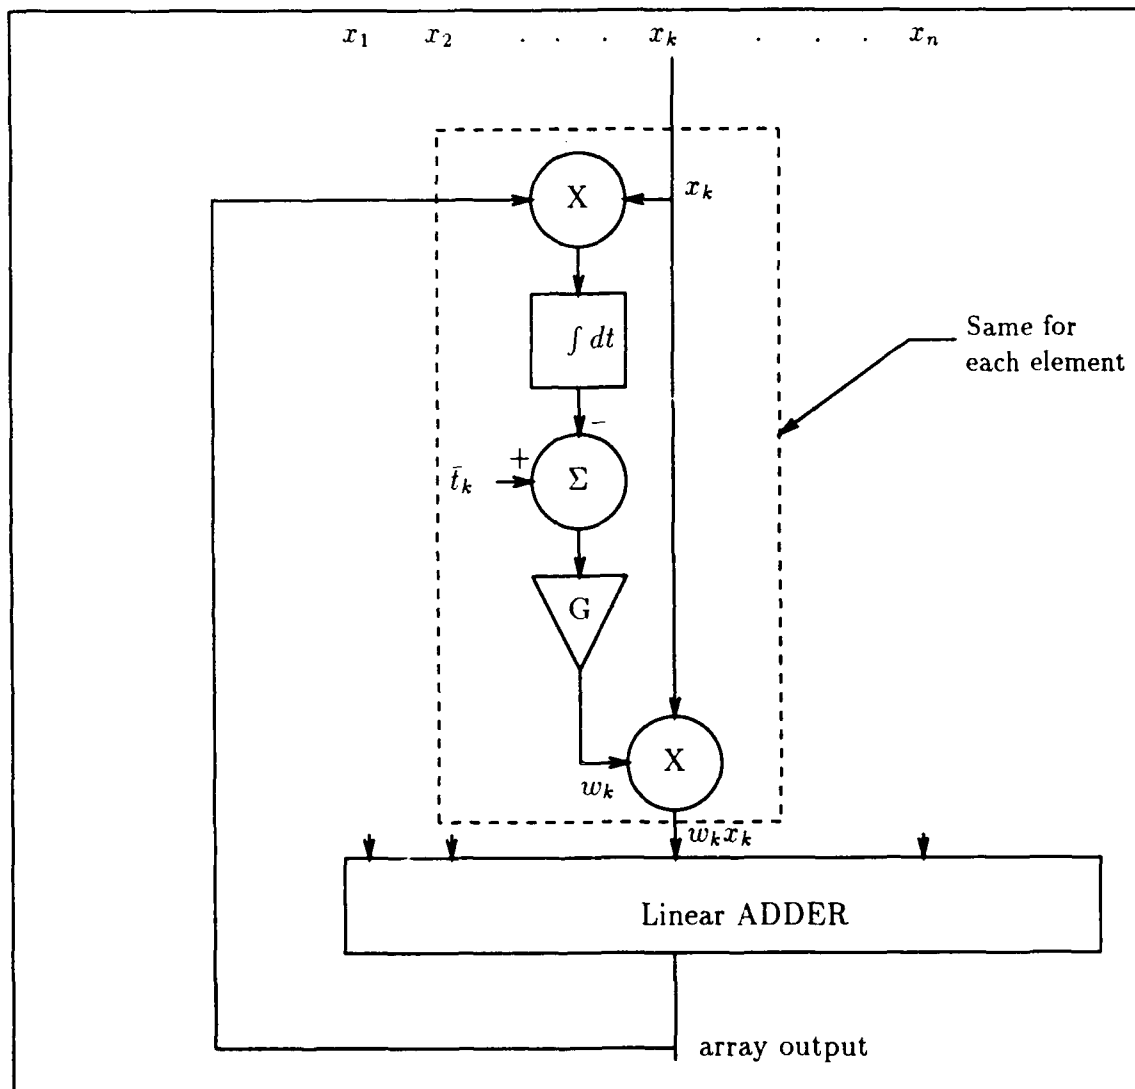 x₁ x₂ . . . xₖ . . . . xₙ
X
xₖ
∫ dt
Same for
each element
−
+
t̄ₖ
Σ
G
X
wₖ
wₖxₖ
Linear ADDER
array output